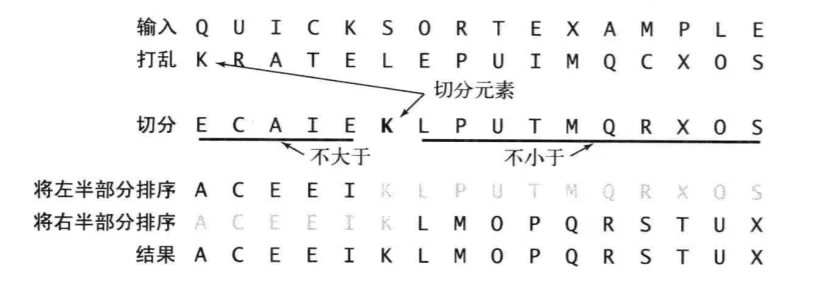 输入 Q U I C K S O R T E X A M P L E
打乱 K R A T E L E P U I M Q C X O S
切分元素
切分 E C A I E K L P U T M Q R X O S
不大于 不小于
将左半部分排序 A C E E I K L P U T M Q R X O S
将右半部分排序 A C E E I K L M O P Q R S T U X
结果 A C E E I K L M O P Q R S T U X